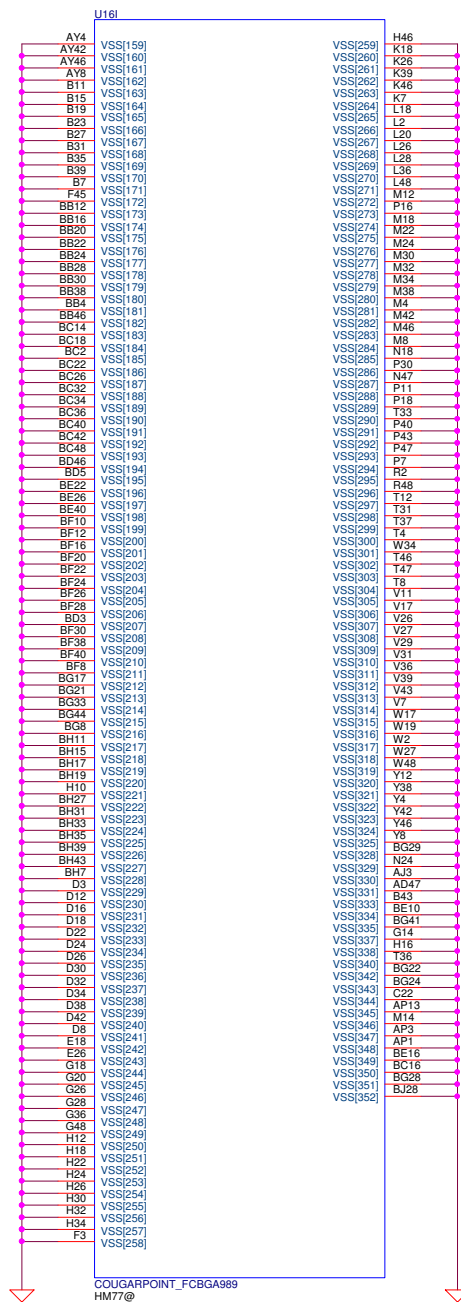 U16I
AY4 VSS[159]
AY42 VSS[160]
AY46 VSS[161]
AY8 VSS[162]
B11 VSS[163]
B15 VSS[164]
B19 VSS[165]
B23 VSS[166]
B27 VSS[167]
B31 VSS[168]
B35 VSS[169]
B39 VSS[170]
B7 VSS[171]
F45 VSS[172]
BB12 VSS[173]
BB16 VSS[174]
BB20 VSS[175]
BB22 VSS[176]
BB24 VSS[177]
BB28 VSS[178]
BB30 VSS[179]
BB38 VSS[180]
BB4 VSS[181]
BB46 VSS[182]
BC14 VSS[183]
BC18 VSS[184]
BC2 VSS[185]
BC22 VSS[186]
BC26 VSS[187]
BC32 VSS[188]
BC34 VSS[189]
BC36 VSS[190]
BC40 VSS[191]
BC42 VSS[192]
BC48 VSS[193]
BD46 VSS[194]
BD5 VSS[195]
BE22 VSS[196]
BE26 VSS[197]
BE40 VSS[198]
BF10 VSS[199]
BF12 VSS[200]
BF16 VSS[201]
BF20 VSS[202]
BF22 VSS[203]
BF24 VSS[204]
BF26 VSS[205]
BF28 VSS[206]
BD3 VSS[207]
BF30 VSS[208]
BF38 VSS[209]
BF40 VSS[210]
BF8 VSS[211]
BG17 VSS[212]
BG21 VSS[213]
BG33 VSS[214]
BG44 VSS[215]
BG8 VSS[216]
BH11 VSS[217]
BH15 VSS[218]
BH17 VSS[219]
BH19 VSS[220]
H10 VSS[221]
BH27 VSS[222]
BH31 VSS[223]
BH33 VSS[224]
BH35 VSS[225]
BH39 VSS[226]
BH43 VSS[227]
BH7 VSS[228]
D3 VSS[229]
D12 VSS[230]
D16 VSS[231]
D18 VSS[232]
D22 VSS[233]
D24 VSS[234]
D26 VSS[235]
D30 VSS[236]
D32 VSS[237]
D34 VSS[238]
D38 VSS[239]
D42 VSS[240]
D8 VSS[241]
E18 VSS[242]
E26 VSS[243]
G18 VSS[244]
G20 VSS[245]
G26 VSS[246]
G28 VSS[247]
G36 VSS[248]
G48 VSS[249]
H12 VSS[250]
H18 VSS[251]
H22 VSS[252]
H24 VSS[253]
H26 VSS[254]
H30 VSS[255]
H32 VSS[256]
H34 VSS[257]
F3 VSS[258]
VSS[259] H46
VSS[260] K18
VSS[261] K26
VSS[262] K39
VSS[263] K46
VSS[264] K7
VSS[265] L18
VSS[266] L2
VSS[267] L20
VSS[268] L26
VSS[269] L28
VSS[270] L36
VSS[271] L48
VSS[272] M12
VSS[273] P16
VSS[274] M18
VSS[275] M22
VSS[276] M24
VSS[277] M30
VSS[278] M32
VSS[279] M34
VSS[280] M38
VSS[281] M4
VSS[282] M42
VSS[283] M46
VSS[284] M8
VSS[285] N18
VSS[286] P30
VSS[287] N47
VSS[288] P11
VSS[289] P18
VSS[290] T33
VSS[291] P40
VSS[292] P43
VSS[293] P47
VSS[294] P7
VSS[295] R2
VSS[296] R48
VSS[297] T12
VSS[298] T31
VSS[299] T37
VSS[300] T4
VSS[301] W34
VSS[302] T46
VSS[303] T47
VSS[304] T8
VSS[305] V11
VSS[306] V17
VSS[307] V26
VSS[308] V27
VSS[309] V29
VSS[310] V31
VSS[311] V36
VSS[312] V39
VSS[313] V43
VSS[314] V7
VSS[315] W17
VSS[316] W19
VSS[317] W2
VSS[318] W27
VSS[319] W48
VSS[320] Y12
VSS[321] Y38
VSS[322] Y4
VSS[323] Y42
VSS[324] Y46
VSS[325] Y8
VSS[328] BG29
VSS[329] N24
VSS[330] AJ3
VSS[331] AD47
VSS[333] B43
VSS[334] BE10
VSS[335] BG41
VSS[337] G14
VSS[338] H16
VSS[340] T36
VSS[342] BG22
VSS[343] BG24
VSS[344] C22
VSS[345] AP13
VSS[346] M14
VSS[347] AP3
VSS[348] AP1
VSS[349] BE16
VSS[350] BC16
VSS[351] BG28
VSS[352] BJ28
COUGARPOINT_FCBGA989
HM77@